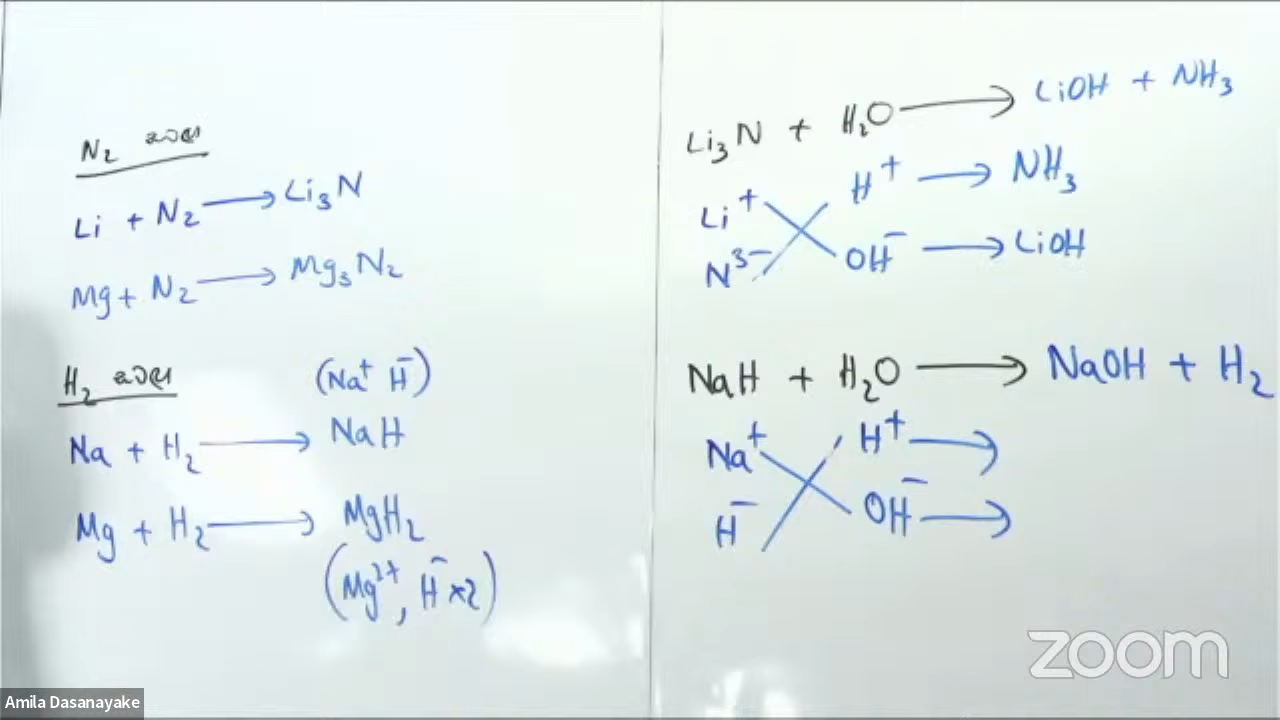 N₂ සමඟ
Li + N₂ ⟶ Li₃N
Mg + N₂ ⟶ Mg₃N₂
H₂ සමඟ
(Na⁺ H⁻)
Na + H₂ ⟶ NaH
Mg + H₂ ⟶ MgH₂
(Mg²⁺, H⁻×2)
Li₃N + H₂O ⟶ LiOH + NH₃
Li⁺ H⁺ ⟶ NH₃
N³⁻ OH⁻ ⟶ LiOH
NaH + H₂O ⟶ NaOH + H₂
Na⁺ H⁺ ⟶
H⁻ OH⁻ ⟶
zoom
Amila Dasanayake